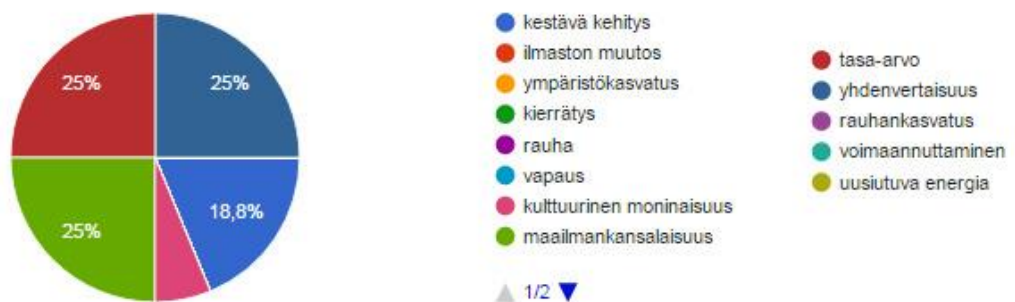 25%
25%
18,8%
25%
kestävä kehitys
ilmaston muutos
ympäristökasvatus
kierrätys
rauha
vapaus
kulttuurinen moninaisuus
maailmankansalaisuus
1/2
tasa-arvo
yhdenvertaisuus
rauhankasvatus
voimaannuttaminen
uusiutuva energia